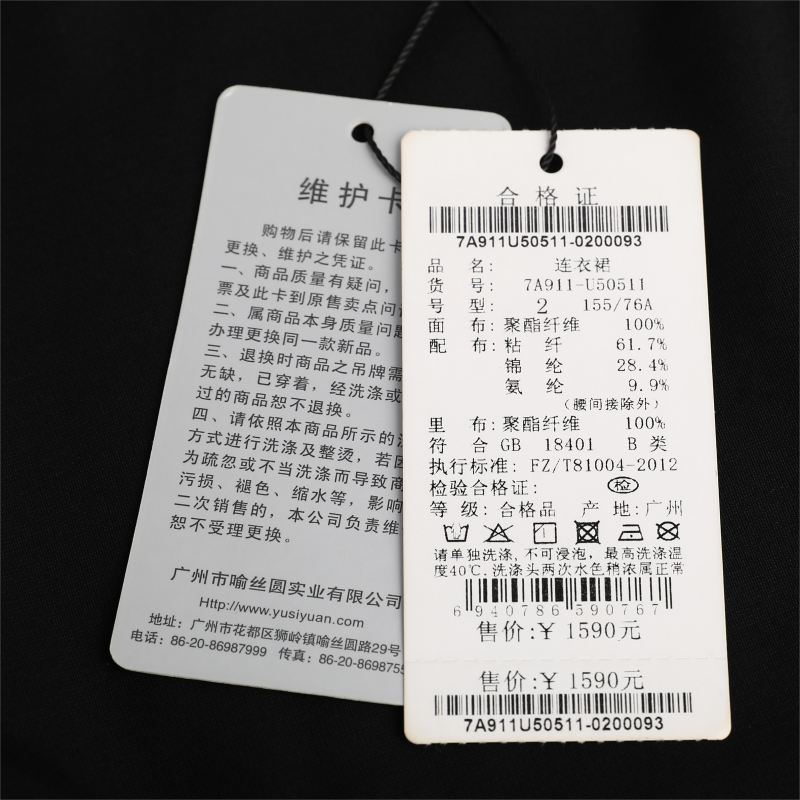 维护卡
购物后请保留此卡
更换、维护之凭证。
一、商品质量有疑问，
票及此卡到原售卖点问
二、属商品本身质量问题
办理更换同一款新品。
三、退换时商品之吊牌需
无缺，已穿着，经洗涤或
过的商品恕不退换。
四、请依照本商品所示的
方式进行洗涤及整烫，若因
为疏忽或不当洗涤而导致商
污损、褪色、缩水等，影响
二次销售的，本公司负责维
恕不受理更换。
广州市喻丝圆实业有限公司
Http://www.yusiyuan.com
地址：广州市花都区狮岭镇喻丝圆路29号
电话：86-20-86987999 传真：86-20-8698755
合格证
7A911U50511-0200093
品 名： 连衣裙
货 号： 7A911-U50511
号 型： 2 155/76A
面 布：聚酯纤维 100%
配 布：粘 纤 61.7%
锦 纶 28.4%
氨 纶 9.9%
（腰间接除外）
里 布：聚酯纤维 100%
符 合 GB 18401 B 类
执行标准：FZ/T81004-2012
检验合格证： 检
等 级：合格品 产 地：广州
请单独洗涤，不可浸泡，最高洗涤温
度40℃.洗涤头两次水色稍浓属正常
6 940786 590767
售价：￥ 1590元
售价：￥ 1590元
7A911U50511-0200093